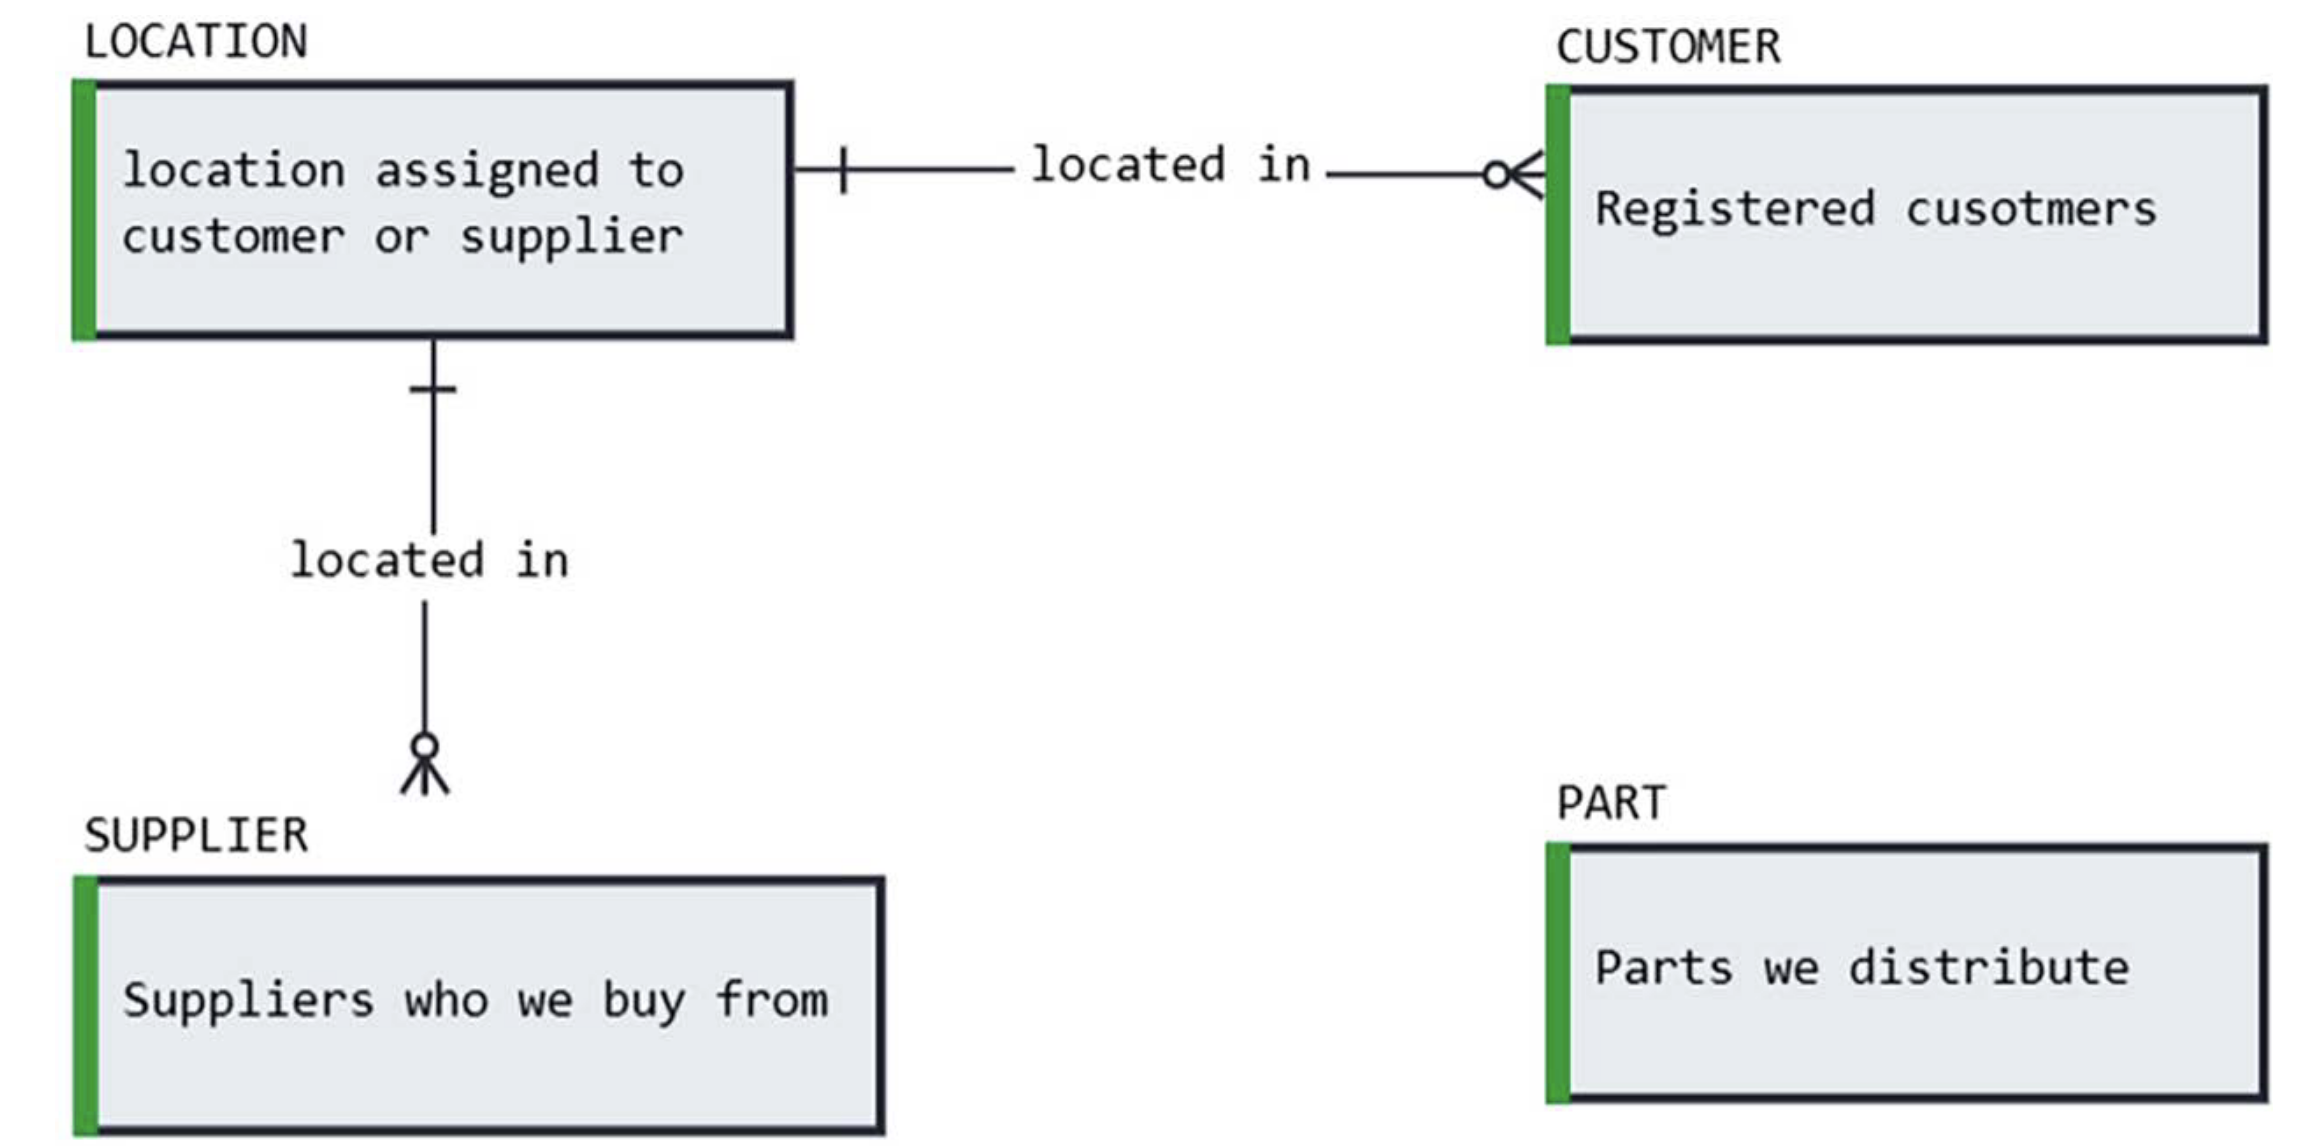 LOCATION
location assigned to
customer or supplier
located in
CUSTOMER
Registered cusotmers
located in
SUPPLIER
Suppliers who we buy from
PART
Parts we distribute